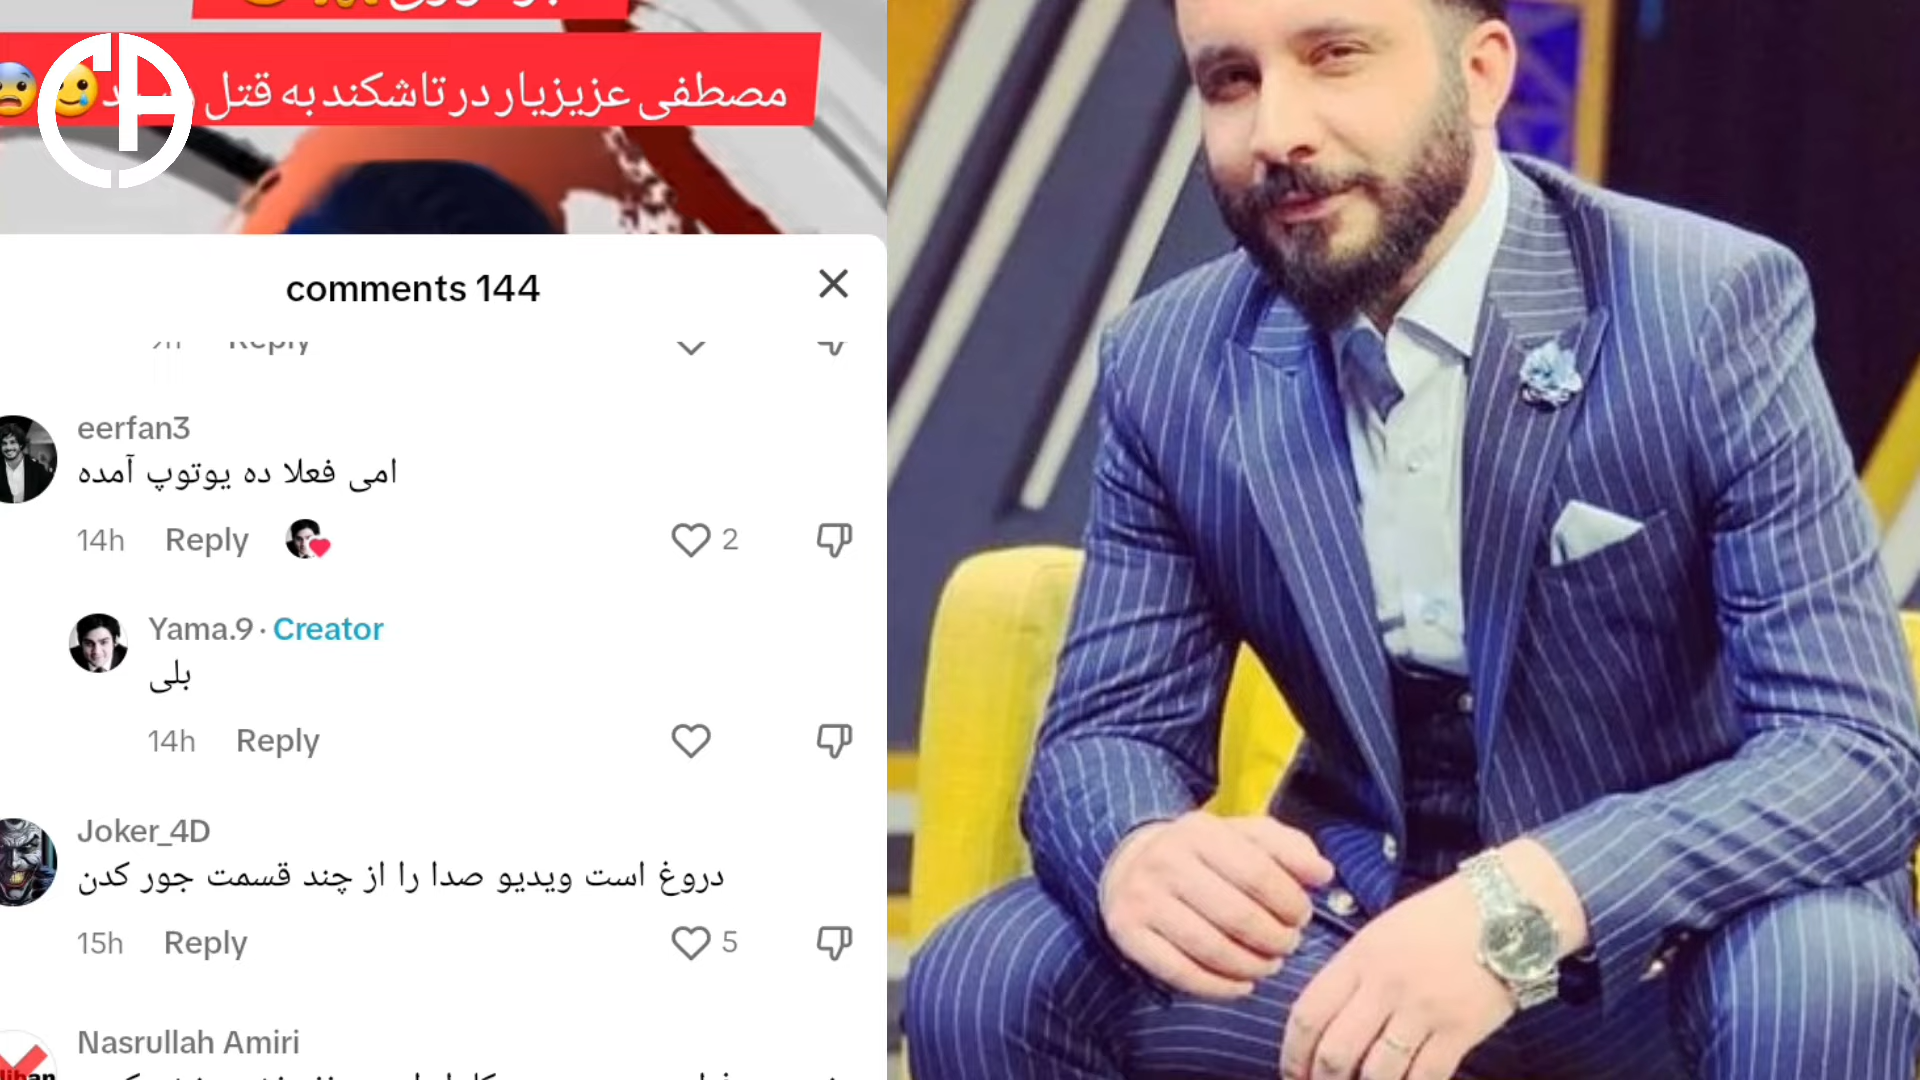 مصطفی عزیزیار در تاشکند به قتل
comments 144
Reply
eerfan3
امی فعلا ده یوتوپ آمده
14h Reply 2
Yama.9 · Creator
بلی
14h Reply
Joker_4D
دروغ است ویدیو صدا را از چند قسمت جور کدن
15h Reply 5
Nasrullah Amiri